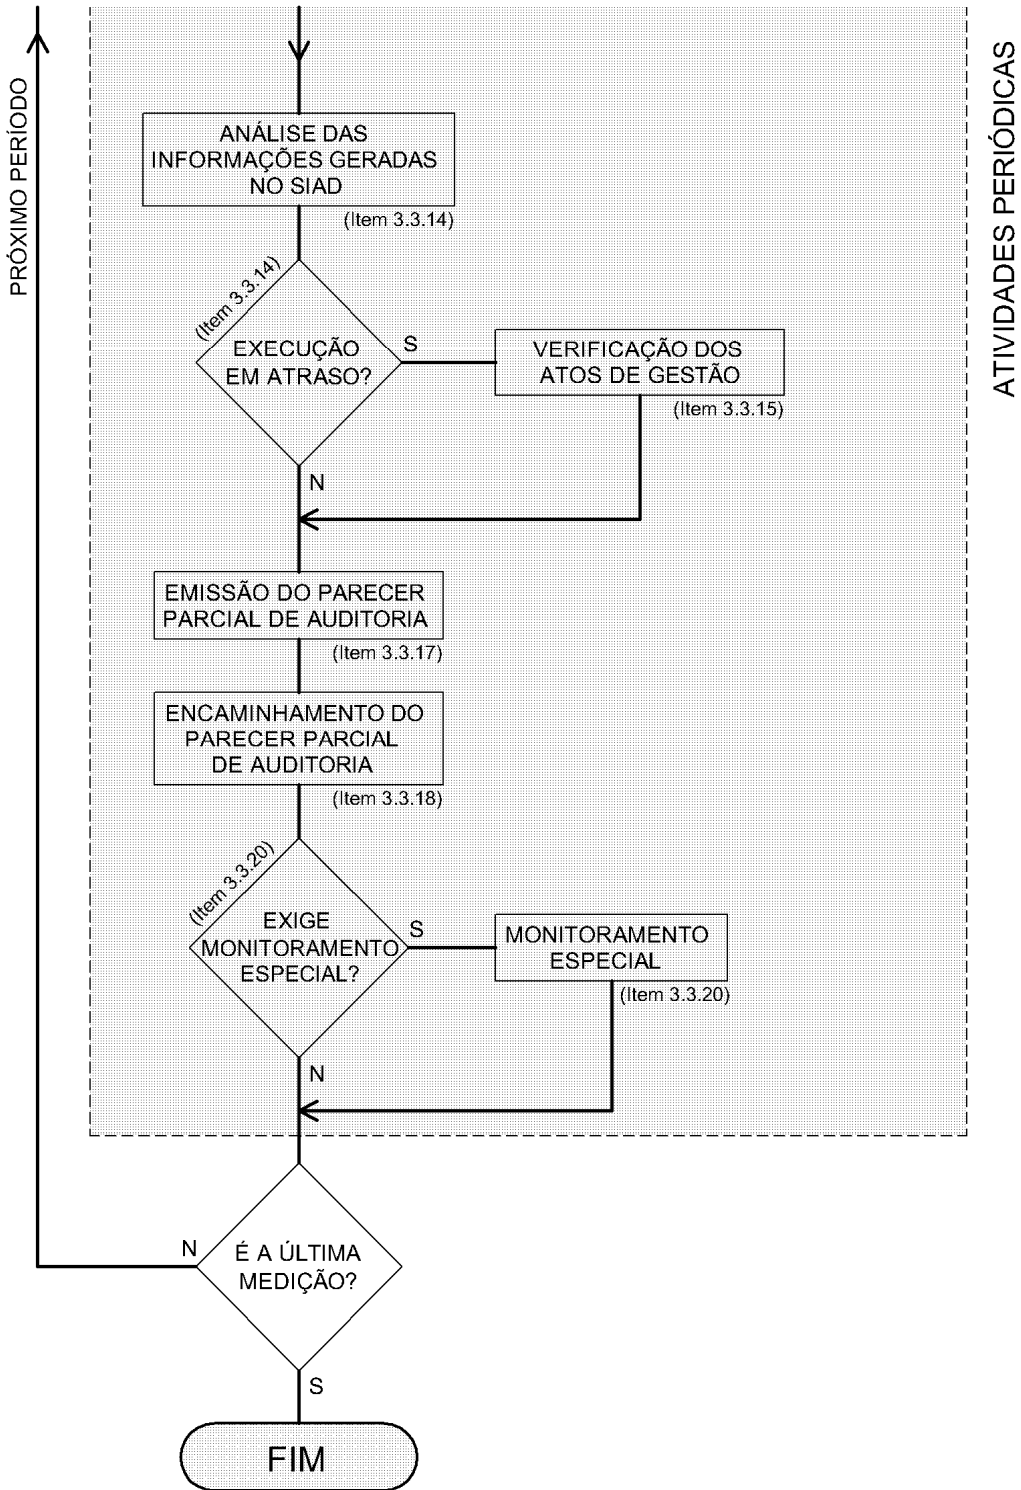 PRÓXIMO PERÍODO
ATIVIDADES PERIÓDICAS
ANÁLISE DAS
INFORMAÇÕES GERADAS
NO SIAD
(Item 3.3.14)
(Item 3.3.14)
EXECUÇÃO
EM ATRASO?
S
VERIFICAÇÃO DOS
ATOS DE GESTÃO
(Item 3.3.15)
N
EMISSÃO DO PARECER
PARCIAL DE AUDITORIA
(Item 3.3.17)
ENCAMINHAMENTO DO
PARECER PARCIAL
DE AUDITORIA
(Item 3.3.18)
(Item 3.3.20)
EXIGE
MONITORAMENTO
ESPECIAL?
S
MONITORAMENTO
ESPECIAL
(Item 3.3.20)
N
N
É A ÚLTIMA
MEDIÇÃO?
S
FIM